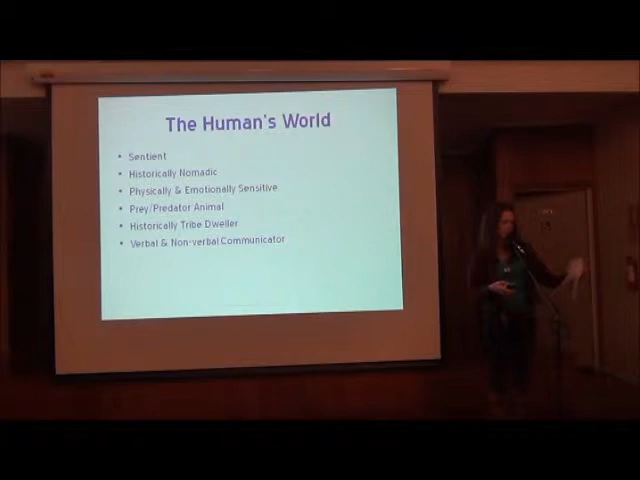 The Human's World
• Sentient
• Historically Nomadic
• Physically & Emotionally Sensitive
• Prey/Predator Animal
• Historically Tribe Dweller
• Verbal & Non-verbal Communicator